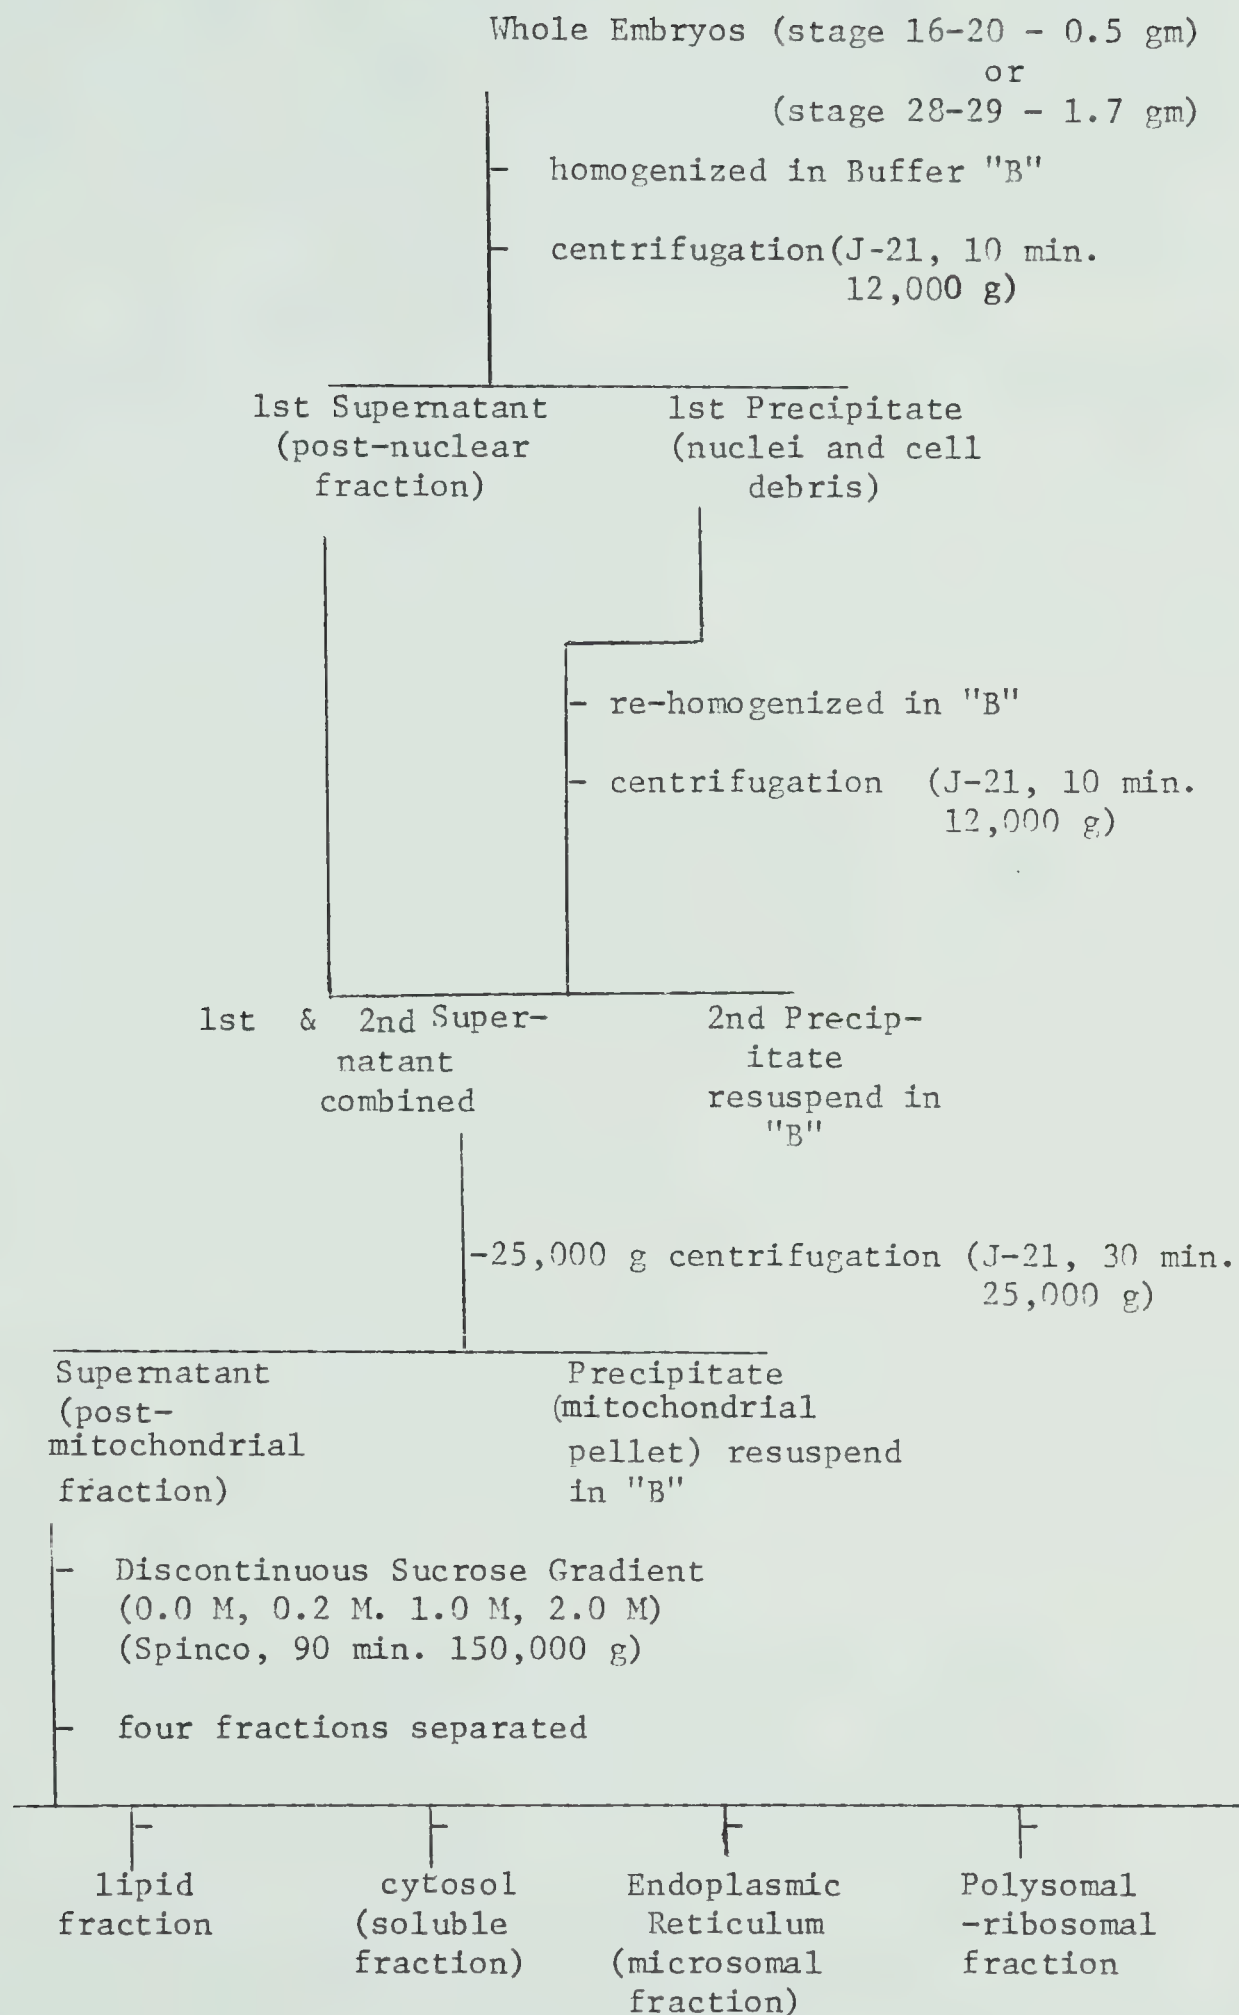 Whole Embryos (stage 16-20 - 0.5 gm)
or
(stage 28-29 - 1.7 gm)
homogenized in Buffer "B"
centrifugation(J-21, 10 min.
12,000 g)
1st Supernatant
(post-nuclear
fraction)
1st Precipitate
(nuclei and cell
debris)
re-homogenized in "B"
centrifugation (J-21, 10 min.
12,000 g)
1st & 2nd Super-
natant
combined
2nd Precip-
itate
resuspend in
"B"
-25,000 g centrifugation (J-21, 30 min.
25,000 g)
Supernatant
(post-
mitochondrial
fraction)
Precipitate
(mitochondrial
pellet) resuspend
in "B"
Discontinuous Sucrose Gradient
(0.0 M, 0.2 M. 1.0 M, 2.0 M)
(Spinco, 90 min. 150,000 g)
four fractions separated
lipid
fraction
cytosol
(soluble
fraction)
Endoplasmic
Reticulum
(microsomal
fraction)
Polysomal
-ribosomal
fraction